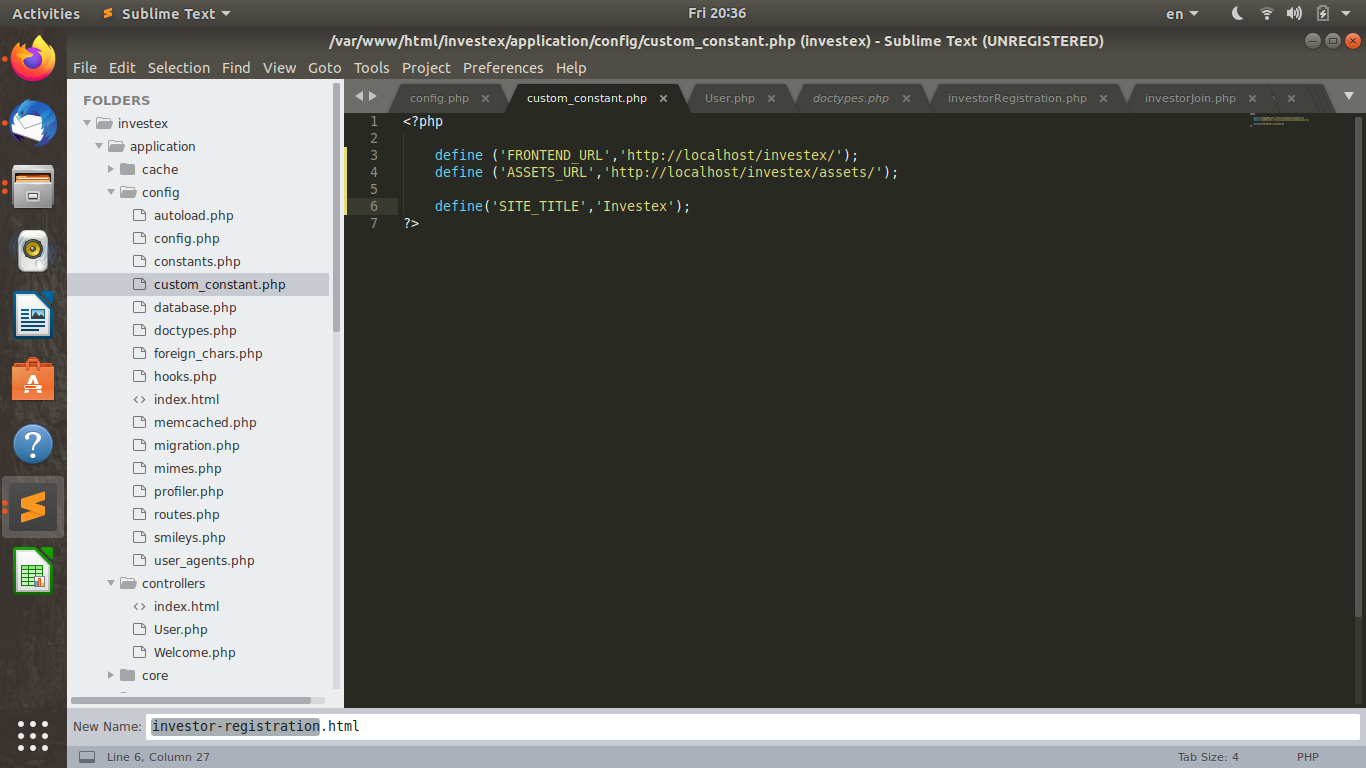 Activities Sublime Text Fri 20:36 en
/var/www/html/investex/application/config/custom_constant.php (investex) - Sublime Text (UNREGISTERED)
File Edit Selection Find View Goto Tools Project Preferences Help
FOLDERS
investex
application
cache
config
autoload.php
config.php
constants.php
custom_constant.php
database.php
doctypes.php
foreign_chars.php
hooks.php
index.html
memcached.php
migration.php
mimes.php
profiler.php
routes.php
smileys.php
user_agents.php
controllers
index.html
User.php
Welcome.php
core
config.php custom_constant.php User.php doctypes.php investorRegistration.php investorJoin.php
1 <?php
2
3 define ('FRONTEND_URL','http://localhost/investex/');
4 define ('ASSETS_URL','http://localhost/investex/assets/');
5
6 define('SITE_TITLE','Investex');
7 ?>
New Name: investor-registration.html
Line 6, Column 27 Tab Size: 4 PHP